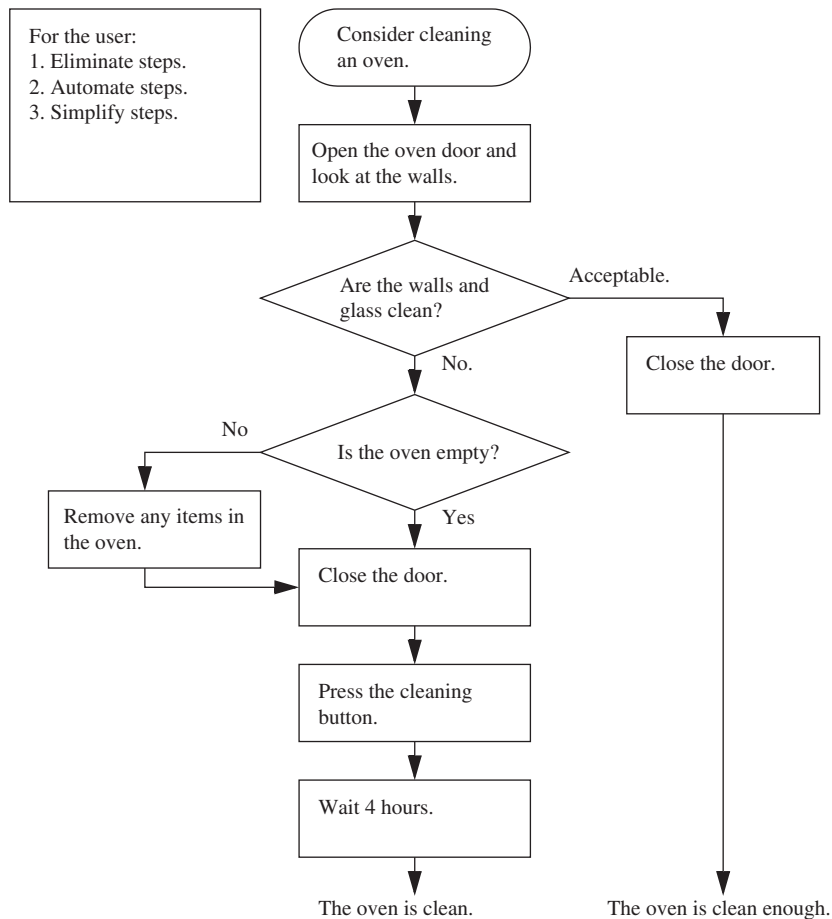 For the user:
1. Eliminate steps.
2. Automate steps.
3. Simplify steps.
Consider cleaning
an oven.
Open the oven door and
look at the walls.
Are the walls and
glass clean?
Acceptable.
Close the door.
No.
Is the oven empty?
No
Remove any items in
the oven.
Yes
Close the door.
Press the cleaning
button.
Wait 4 hours.
The oven is clean.
The oven is clean enough.